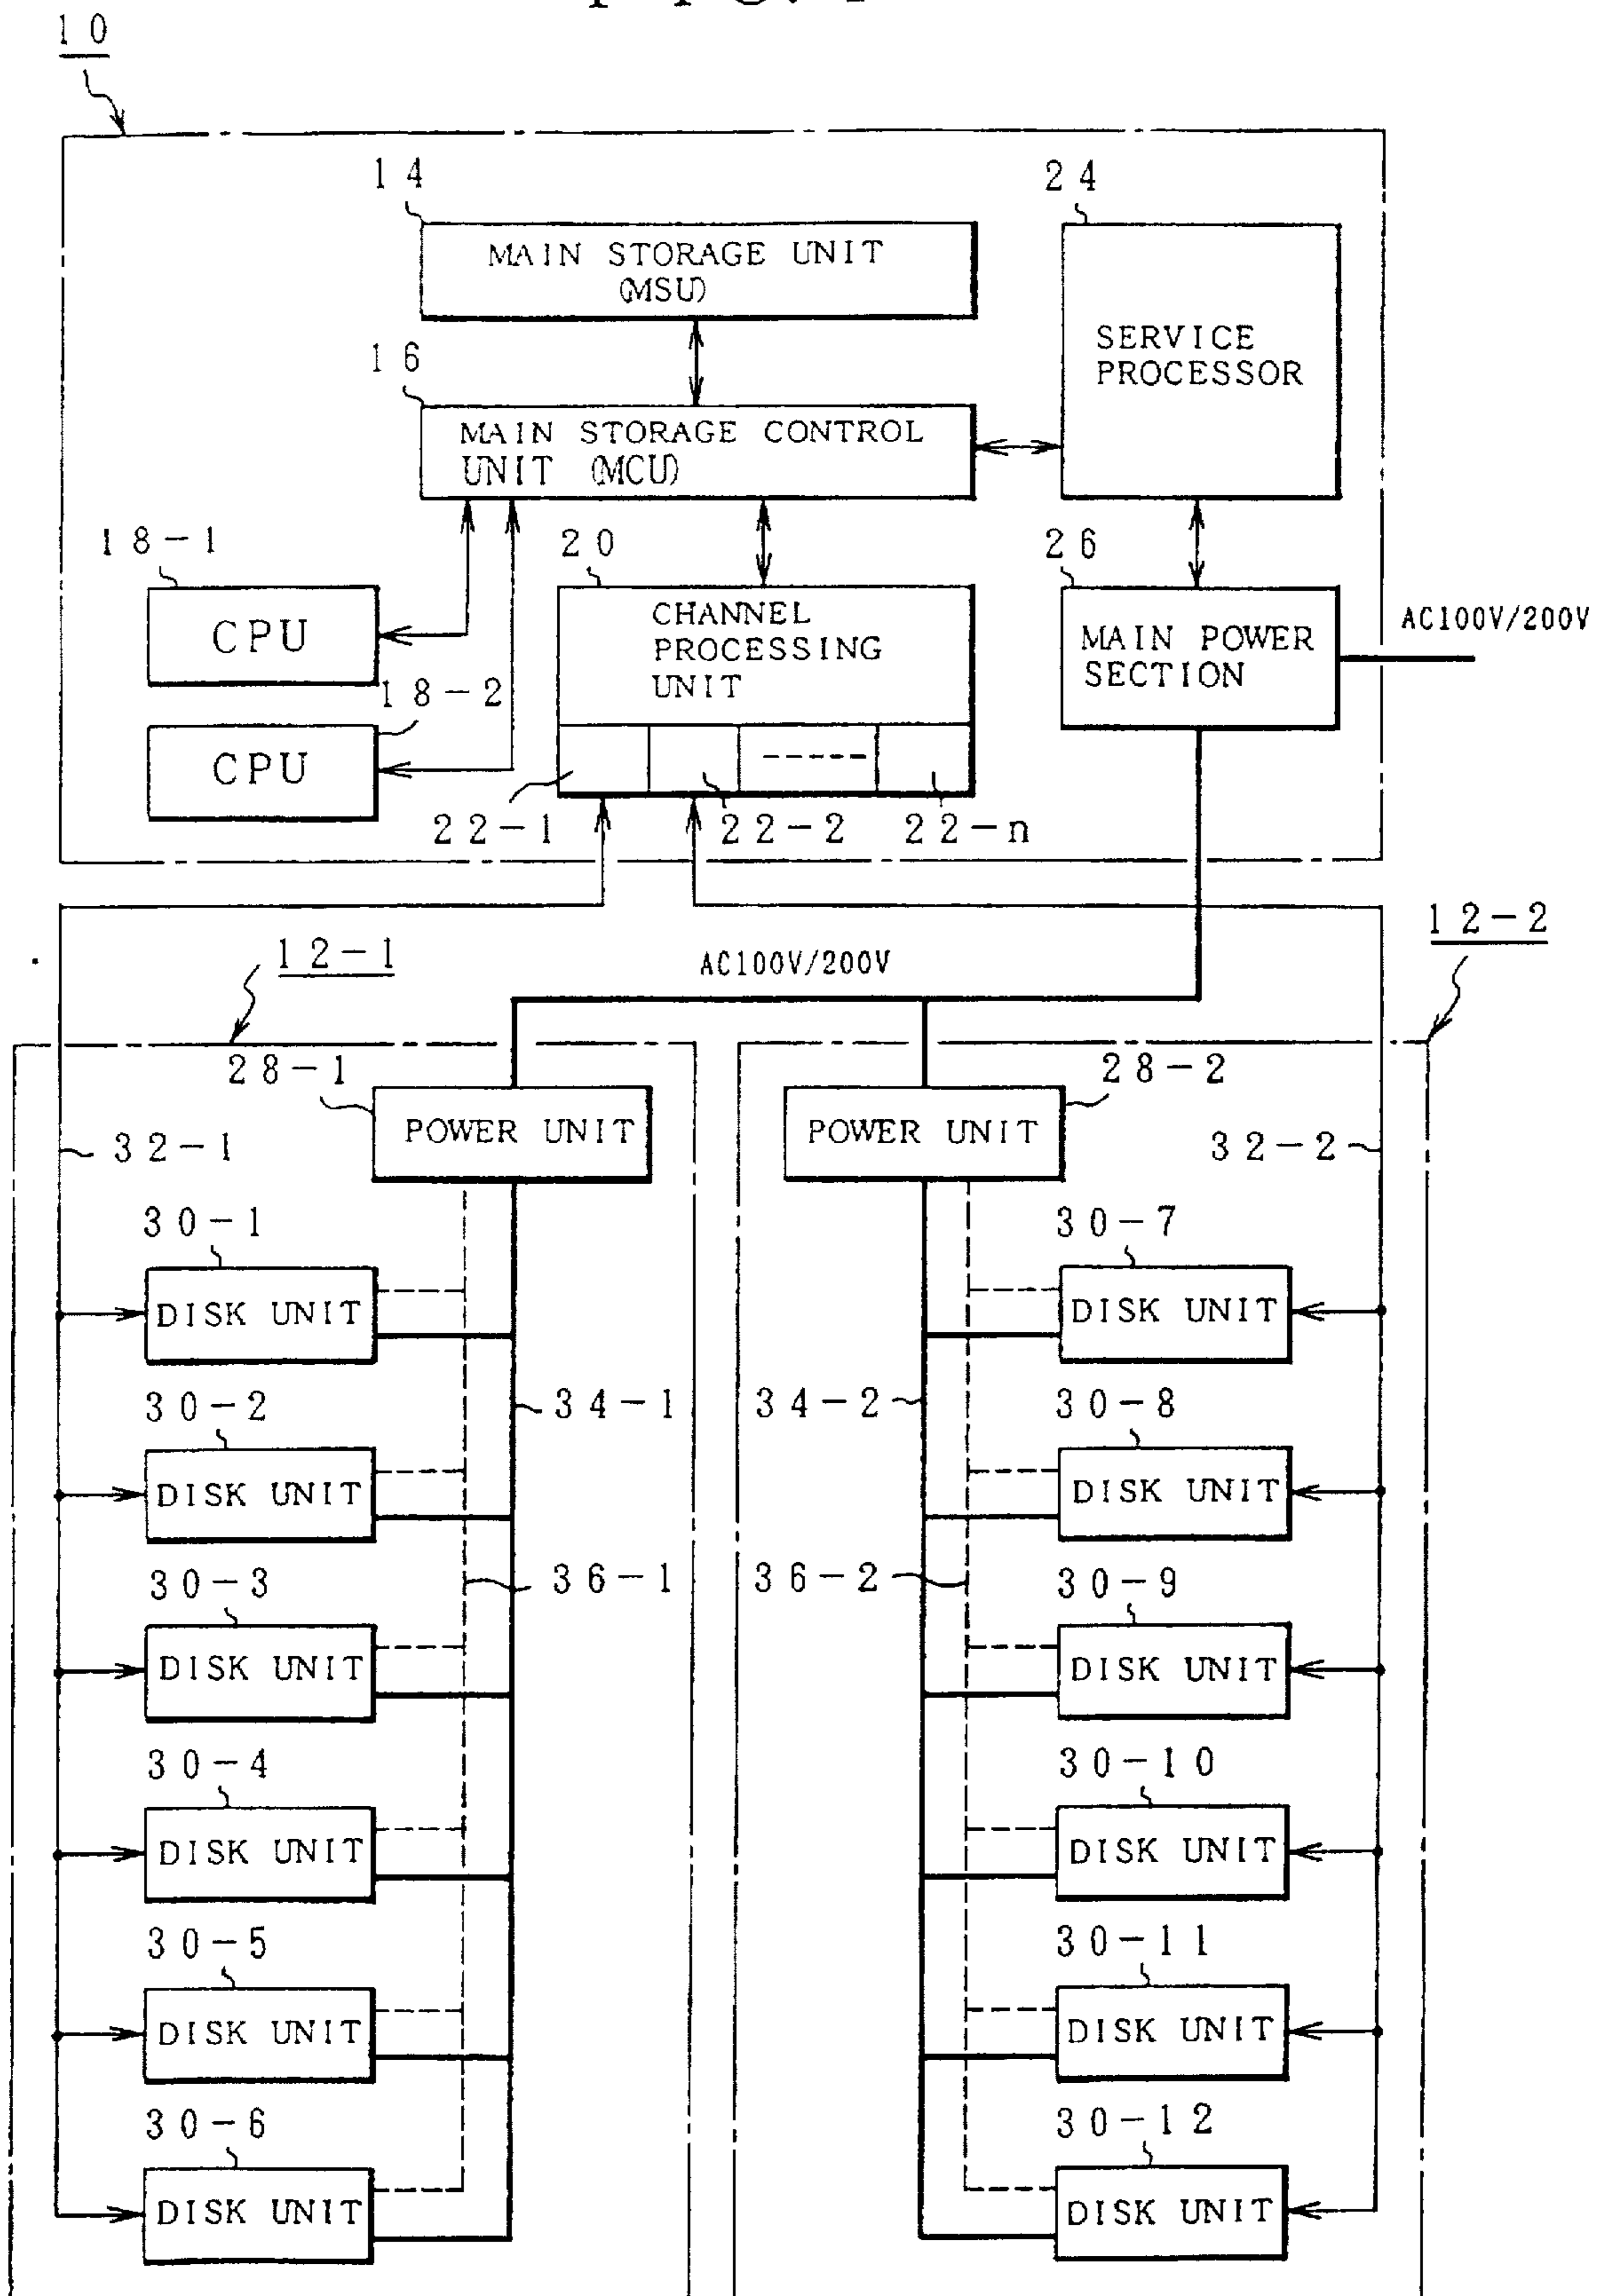 10
14
24
MAIN STORAGE UNIT
(MSU)
SERVICE
PROCESSOR
16
MAIN STORAGE CONTROL
UNIT (MCU)
18-1
20
26
CPU
CHANNEL
PROCESSING
UNIT
MAIN POWER
SECTION
AC100V/200V
18-2
CPU
22-1
22-2
22-n
12-2
12-1
AC100V/200V
28-1
28-2
POWER UNIT
POWER UNIT
32-1
32-2
30-1
30-7
DISK UNIT
DISK UNIT
30-2
34-1
34-2
30-8
DISK UNIT
DISK UNIT
30-3
36-1
36-2
30-9
DISK UNIT
DISK UNIT
30-4
30-10
DISK UNIT
DISK UNIT
30-5
30-11
DISK UNIT
DISK UNIT
30-6
30-12
DISK UNIT
DISK UNIT